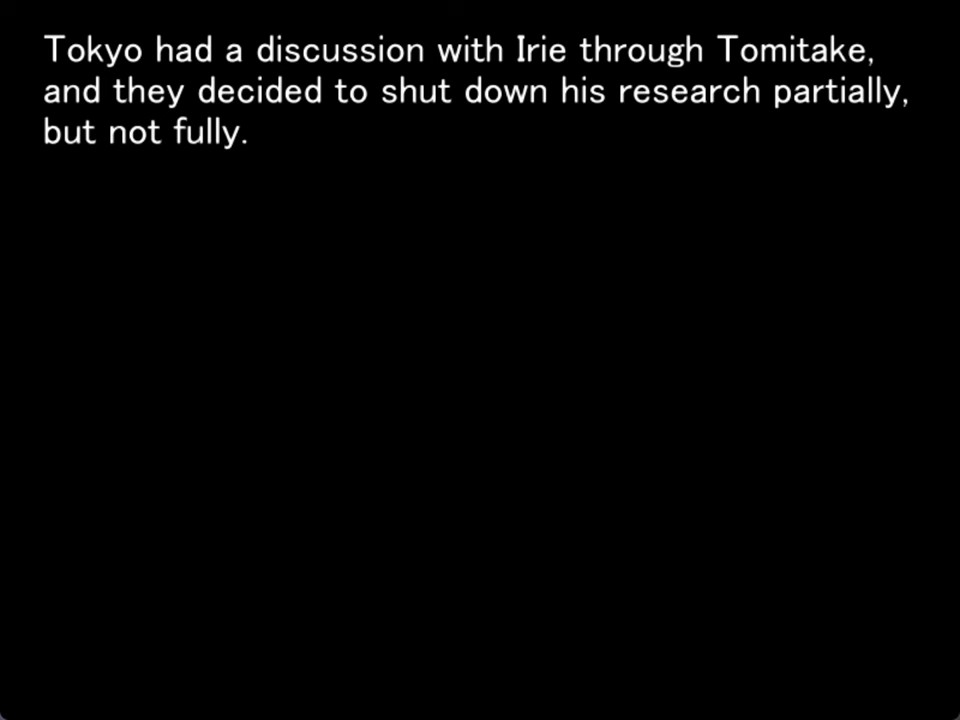 Tokyo had a discussion with Irie through Tomitake,
and they decided to shut down his research partially,
but not fully.